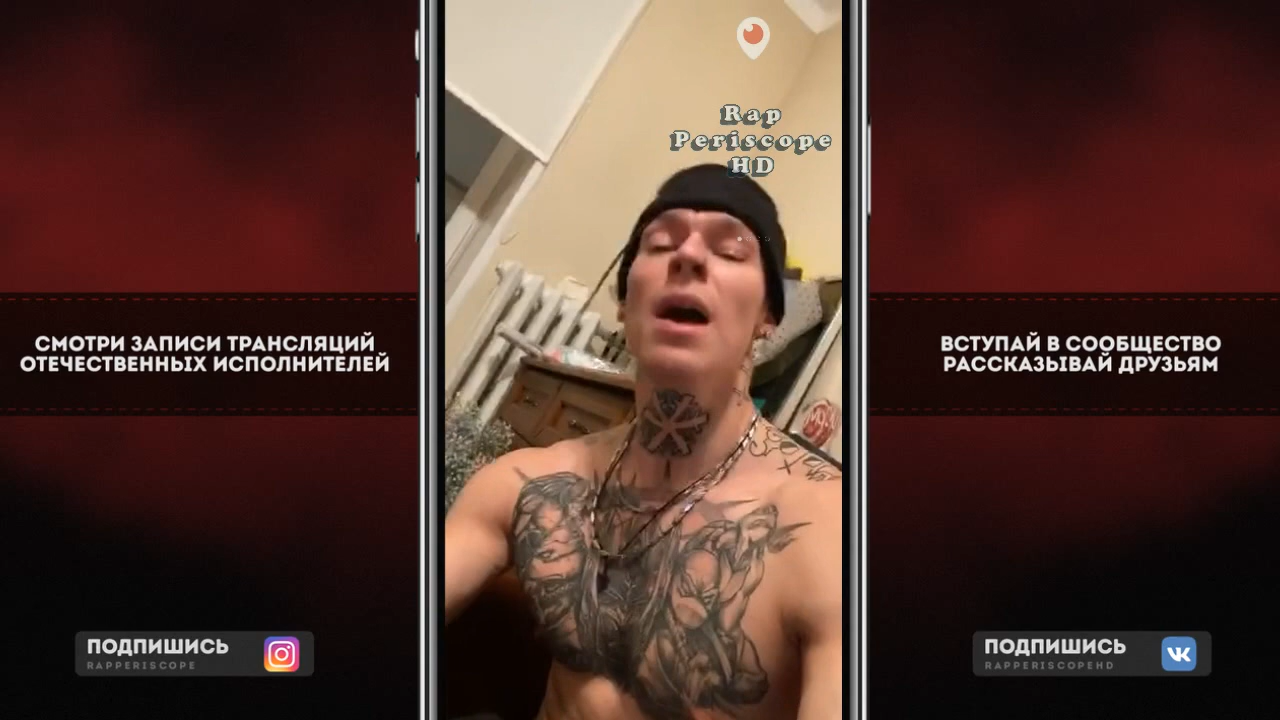 Rap
Periscope
HD
СМОТРИ ЗАПИСИ ТРАНСЛЯЦИЙ
ОТЕЧЕСТВЕННЫХ ИСПОЛНИТЕЛЕЙ
ВСТУПАЙ В СООБЩЕСТВО
РАССКАЗЫВАЙ ДРУЗЬЯМ
ПОДПИШИСЬ
RAPPERISCOPE
ПОДПИШИСЬ
RAPPERISCOPEHD